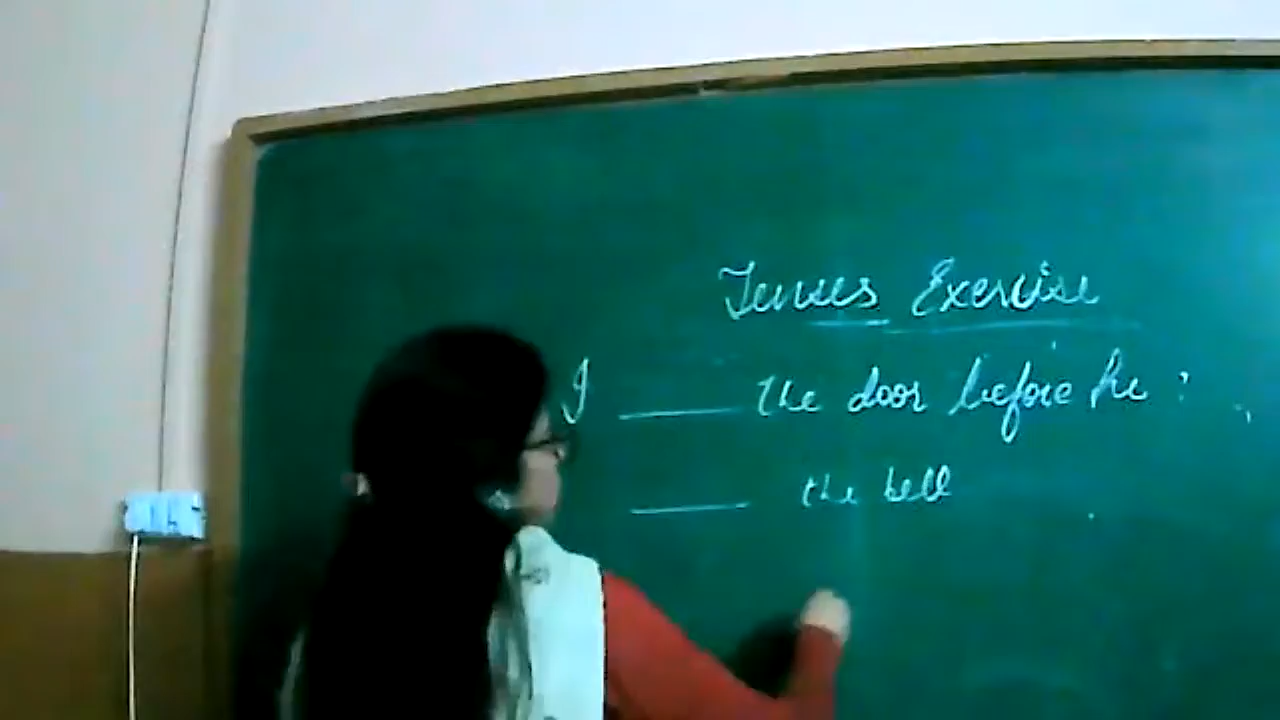 Tenses Exercise
I ____ the door before he :
____ the bell